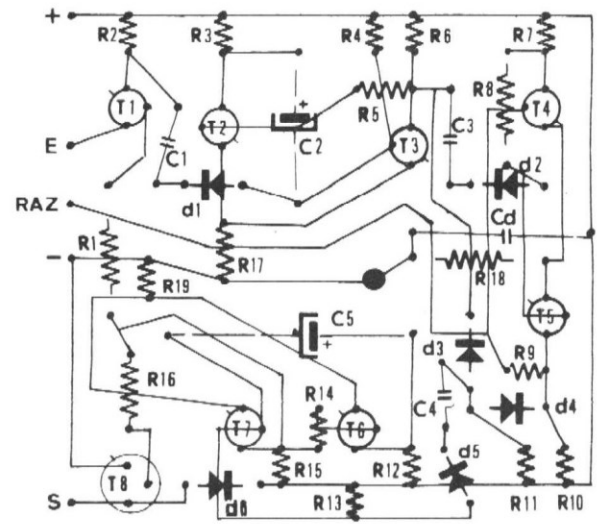 + R2 R3 R4 R6 R7
R8
T1 T2 + R5 C3 T4
E C1 C2 T3
d1 d2
RAZ Cd
R1 R17 R18
-
R19
C5 + T5
d3 R9
R16 R14 C4 d4
T7 T6 d5
T8 R15 R12
S d6 R13 R11 R10